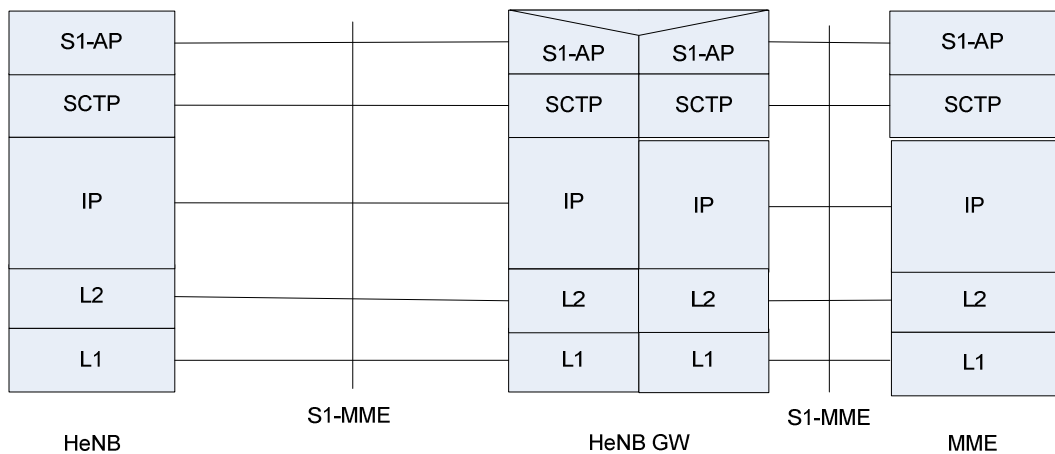 S1-AP
S1-AP
S1-AP
S1-AP
SCTP
SCTP
SCTP
SCTP
IP
IP
IP
IP
L2
L2
L2
L2
L1
L1
L1
L1
S1-MME
S1-MME
HeNB
HeNB GW
MME